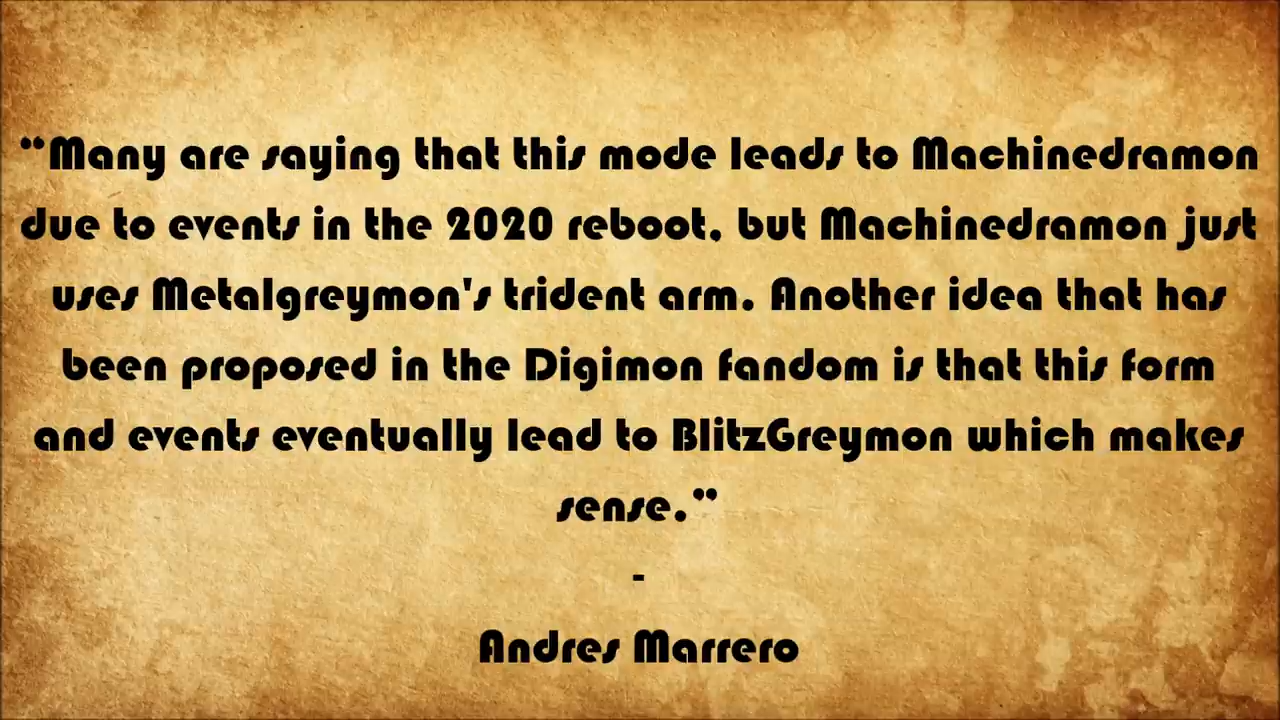 “Many are saying that this mode leads to Machinedramon
due to events in the 2020 reboot, but Machinedramon just
uses Metalgreymon's trident arm. Another idea that has
been proposed in the Digimon fandom is that this form
and events eventually lead to BlitzGreymon which makes
sense.”
-
Andres Marrero